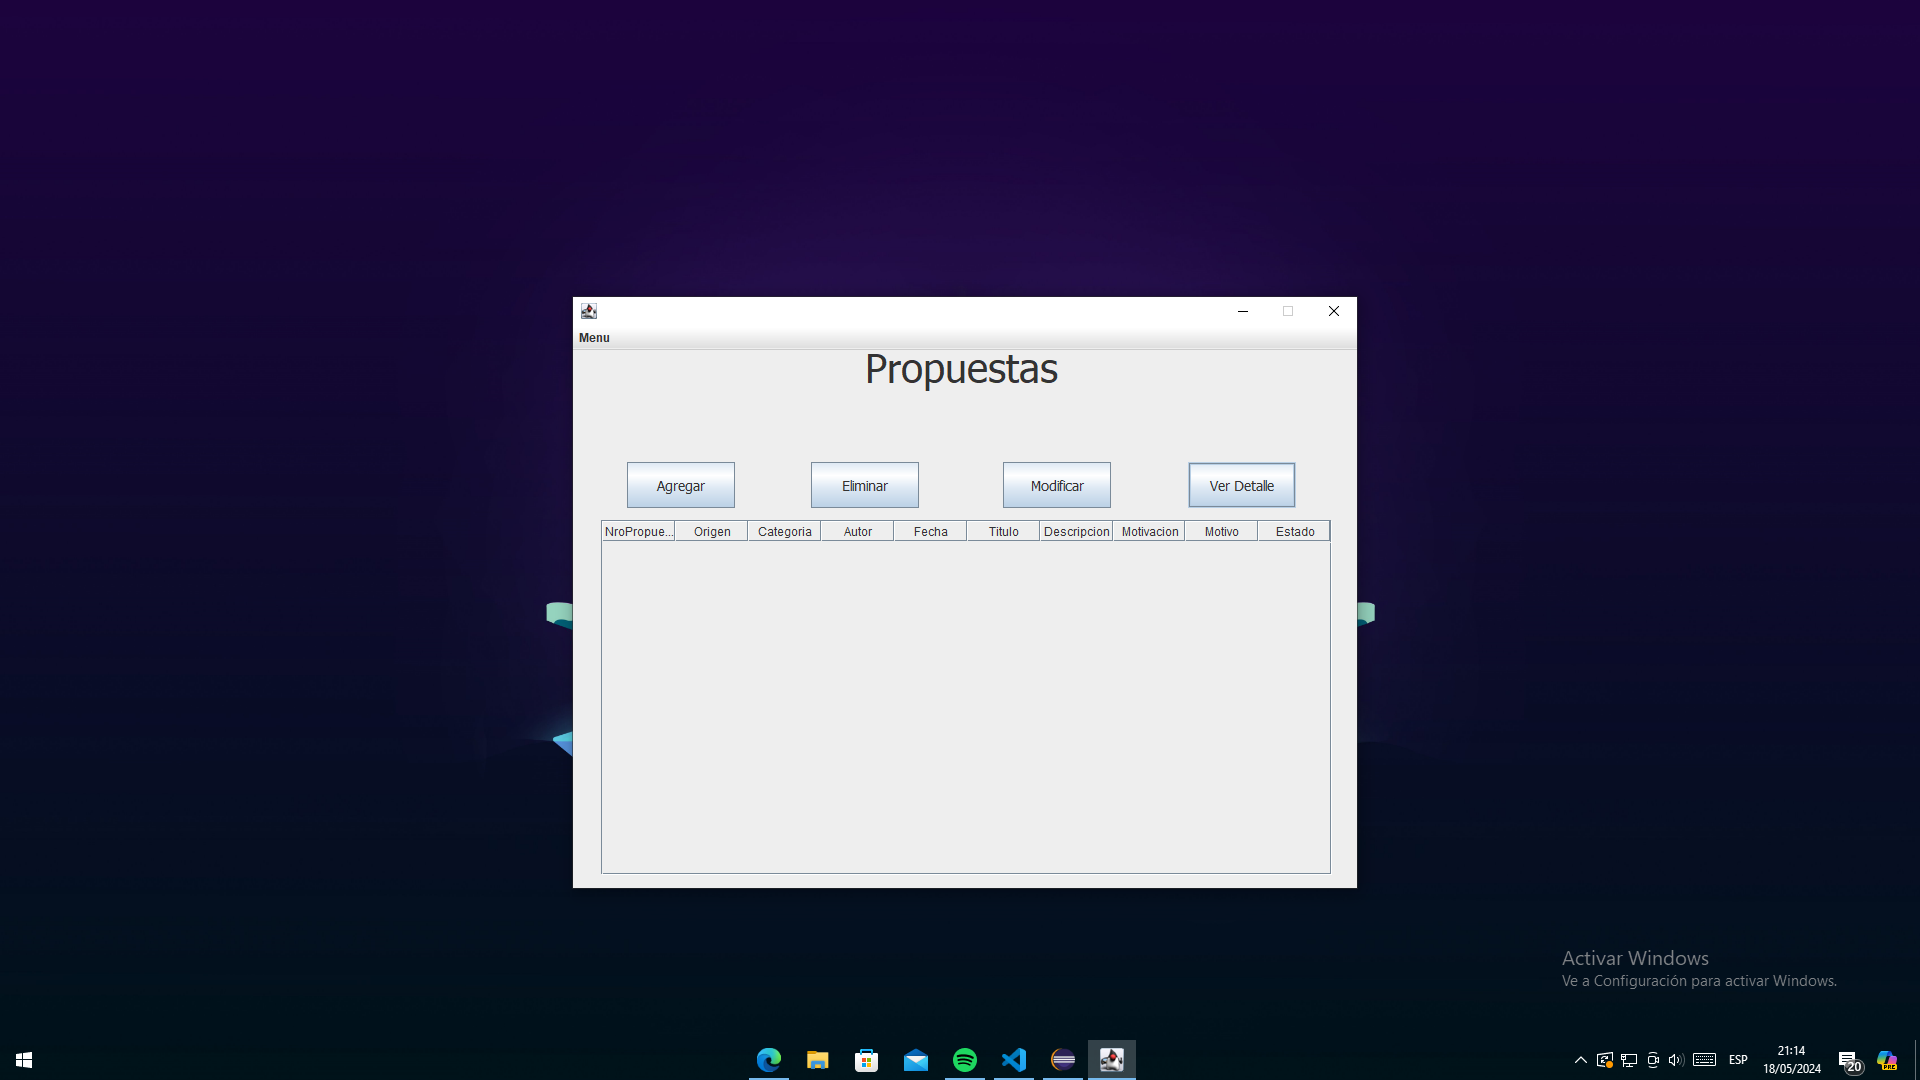 Menu
Propuestas
Agregar
Eliminar
Modificar
Ver Detalle
NroPropue... Origen Categoria Autor Fecha Titulo Descripcion Motivacion Motivo Estado
Activar Windows
Ve a Configuración para activar Windows.
ESP
21:14
18/05/2024
20
PRE